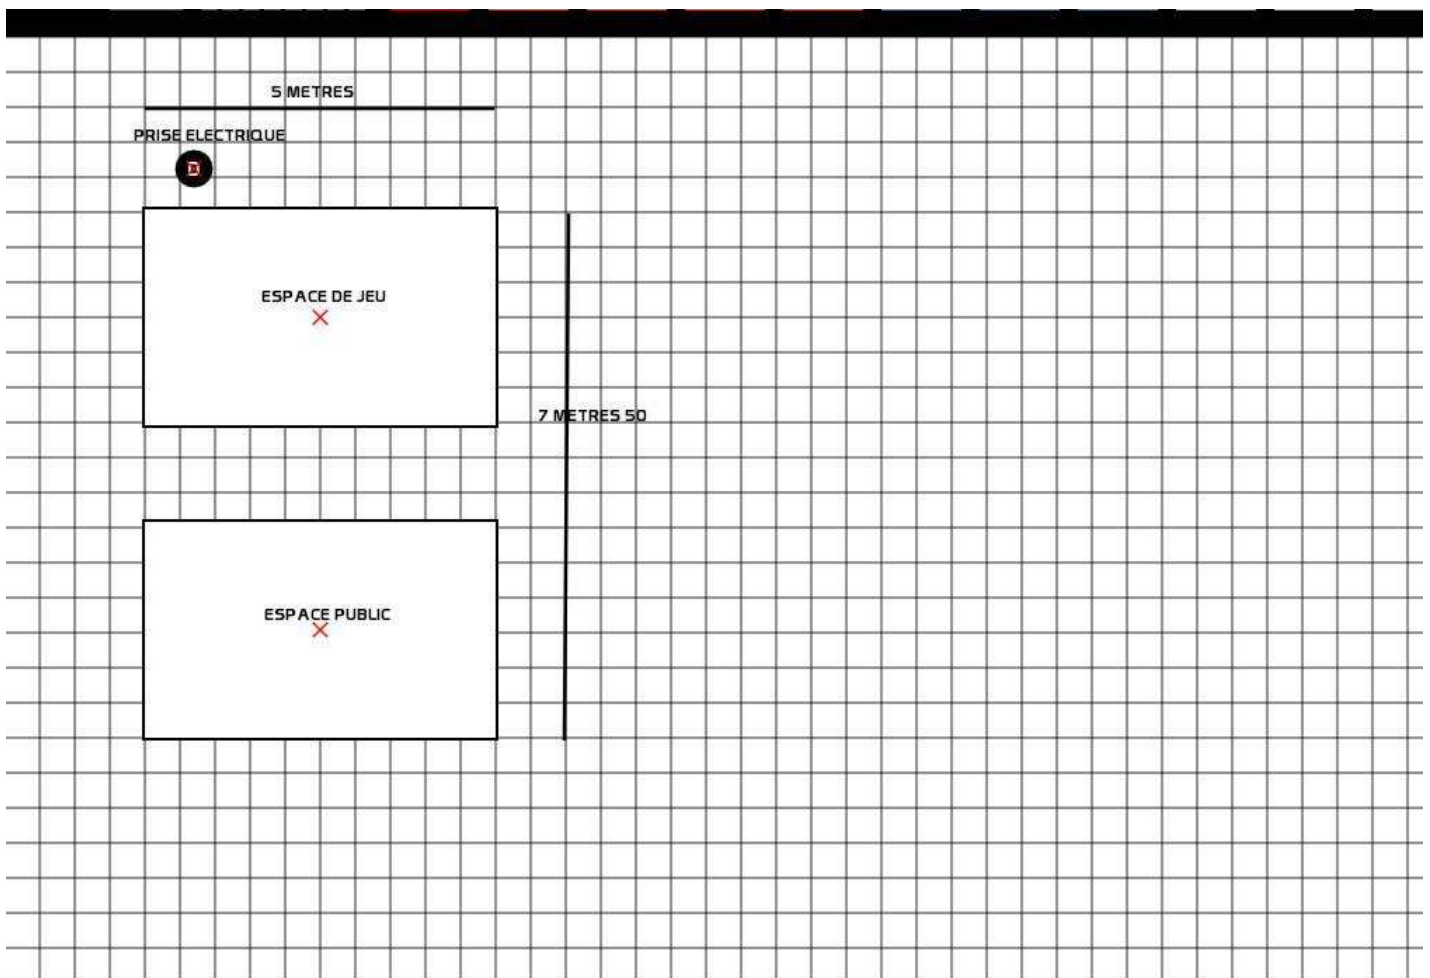 5 METRES
PRISE ELECTRIQUE
ESPACE DE JEU
7 METRES 50
ESPACE PUBLIC